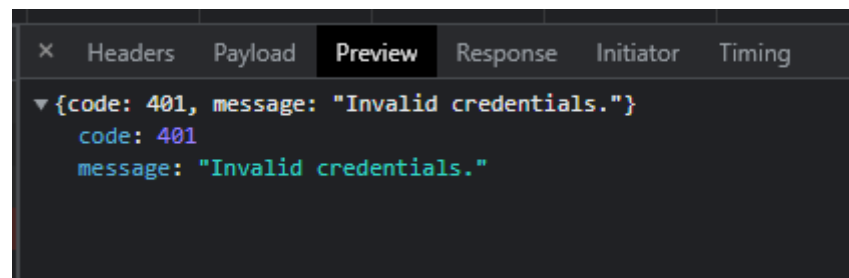 × Headers Payload Preview Response Initiator Timing
▼{code: 401, message: "Invalid credentials."}
code: 401
message: "Invalid credentials."